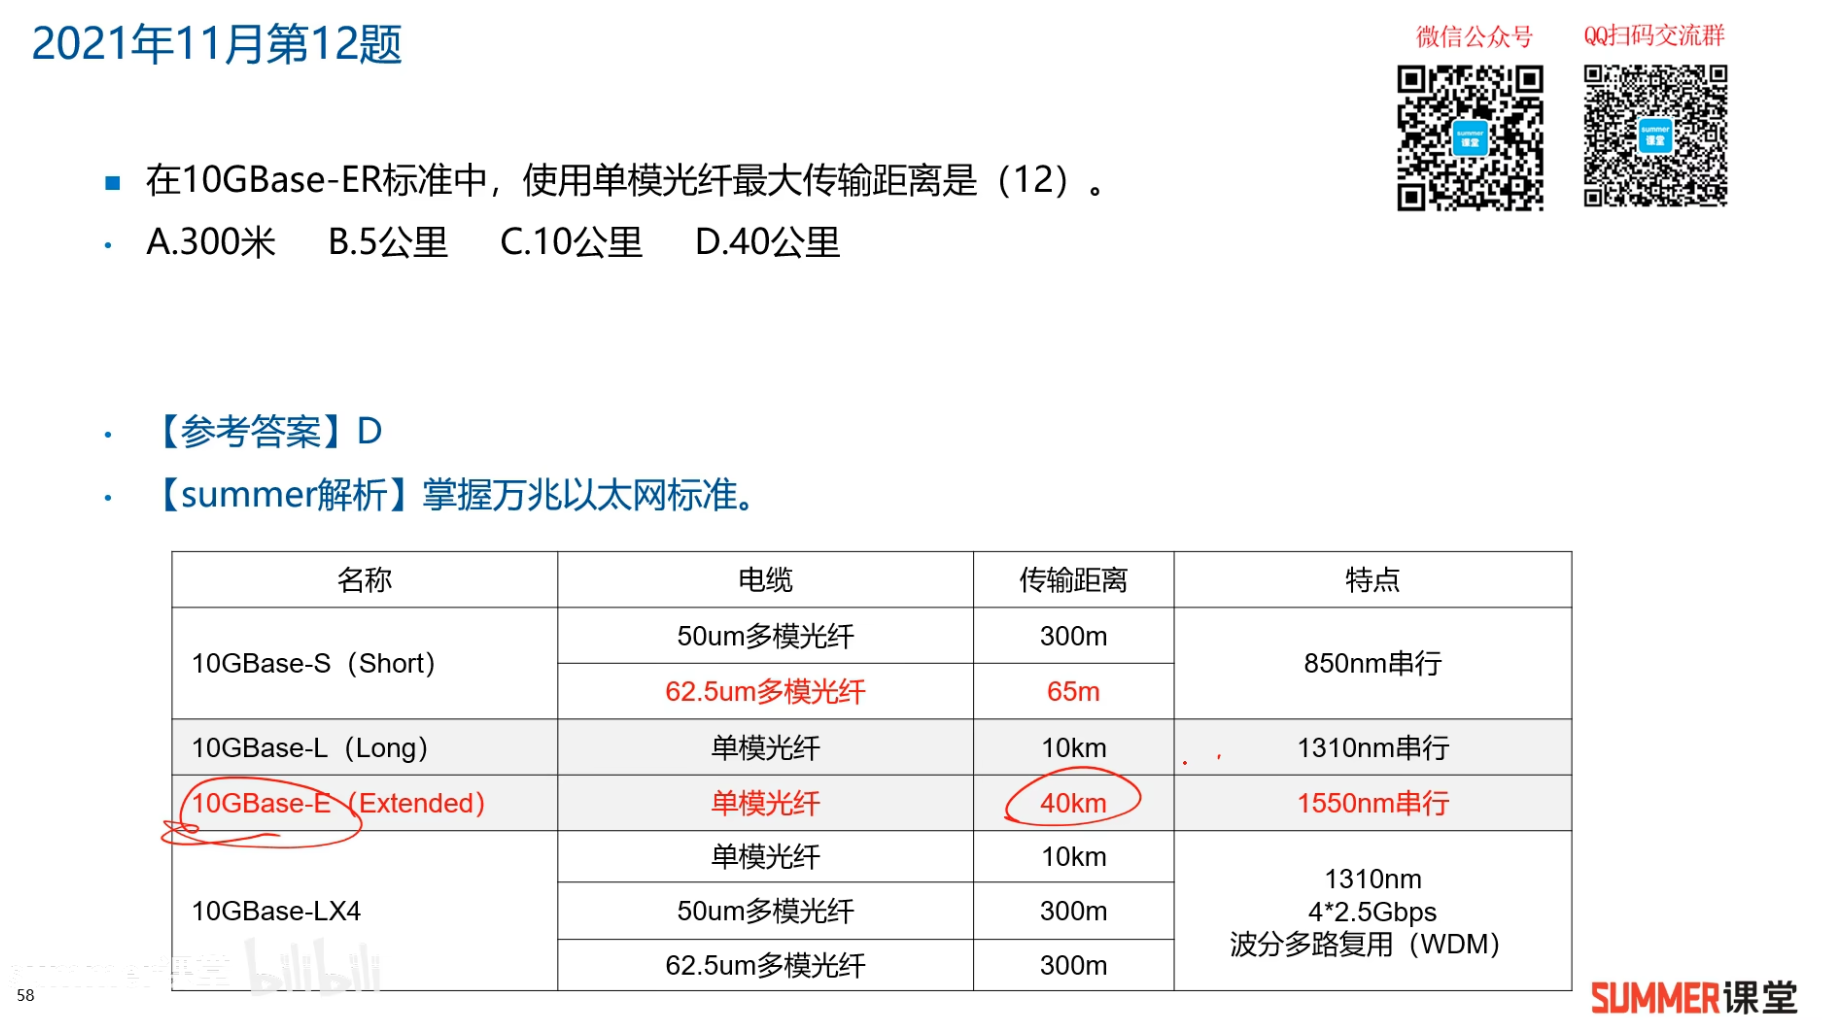 2021年11月第12题
微信公众号
QQ扫码交流群
summer
课堂
summer
课堂
在10GBase-ER标准中，使用单模光纤最大传输距离是（12）。
A.300米 B.5公里 C.10公里 D.40公里
【参考答案】D
【summer解析】掌握万兆以太网标准。
名称 电缆 传输距离 特点
10GBase-S（Short） 50um多模光纤 300m 850nm串行
62.5um多模光纤 65m
10GBase-L（Long） 单模光纤 10km 1310nm串行
10GBase-E（Extended） 单模光纤 40km 1550nm串行
10GBase-LX4 单模光纤 10km 1310nm
4*2.5Gbps
波分多路复用（WDM）
50um多模光纤 300m
62.5um多模光纤 300m
bilibili
58
SUMMER课堂